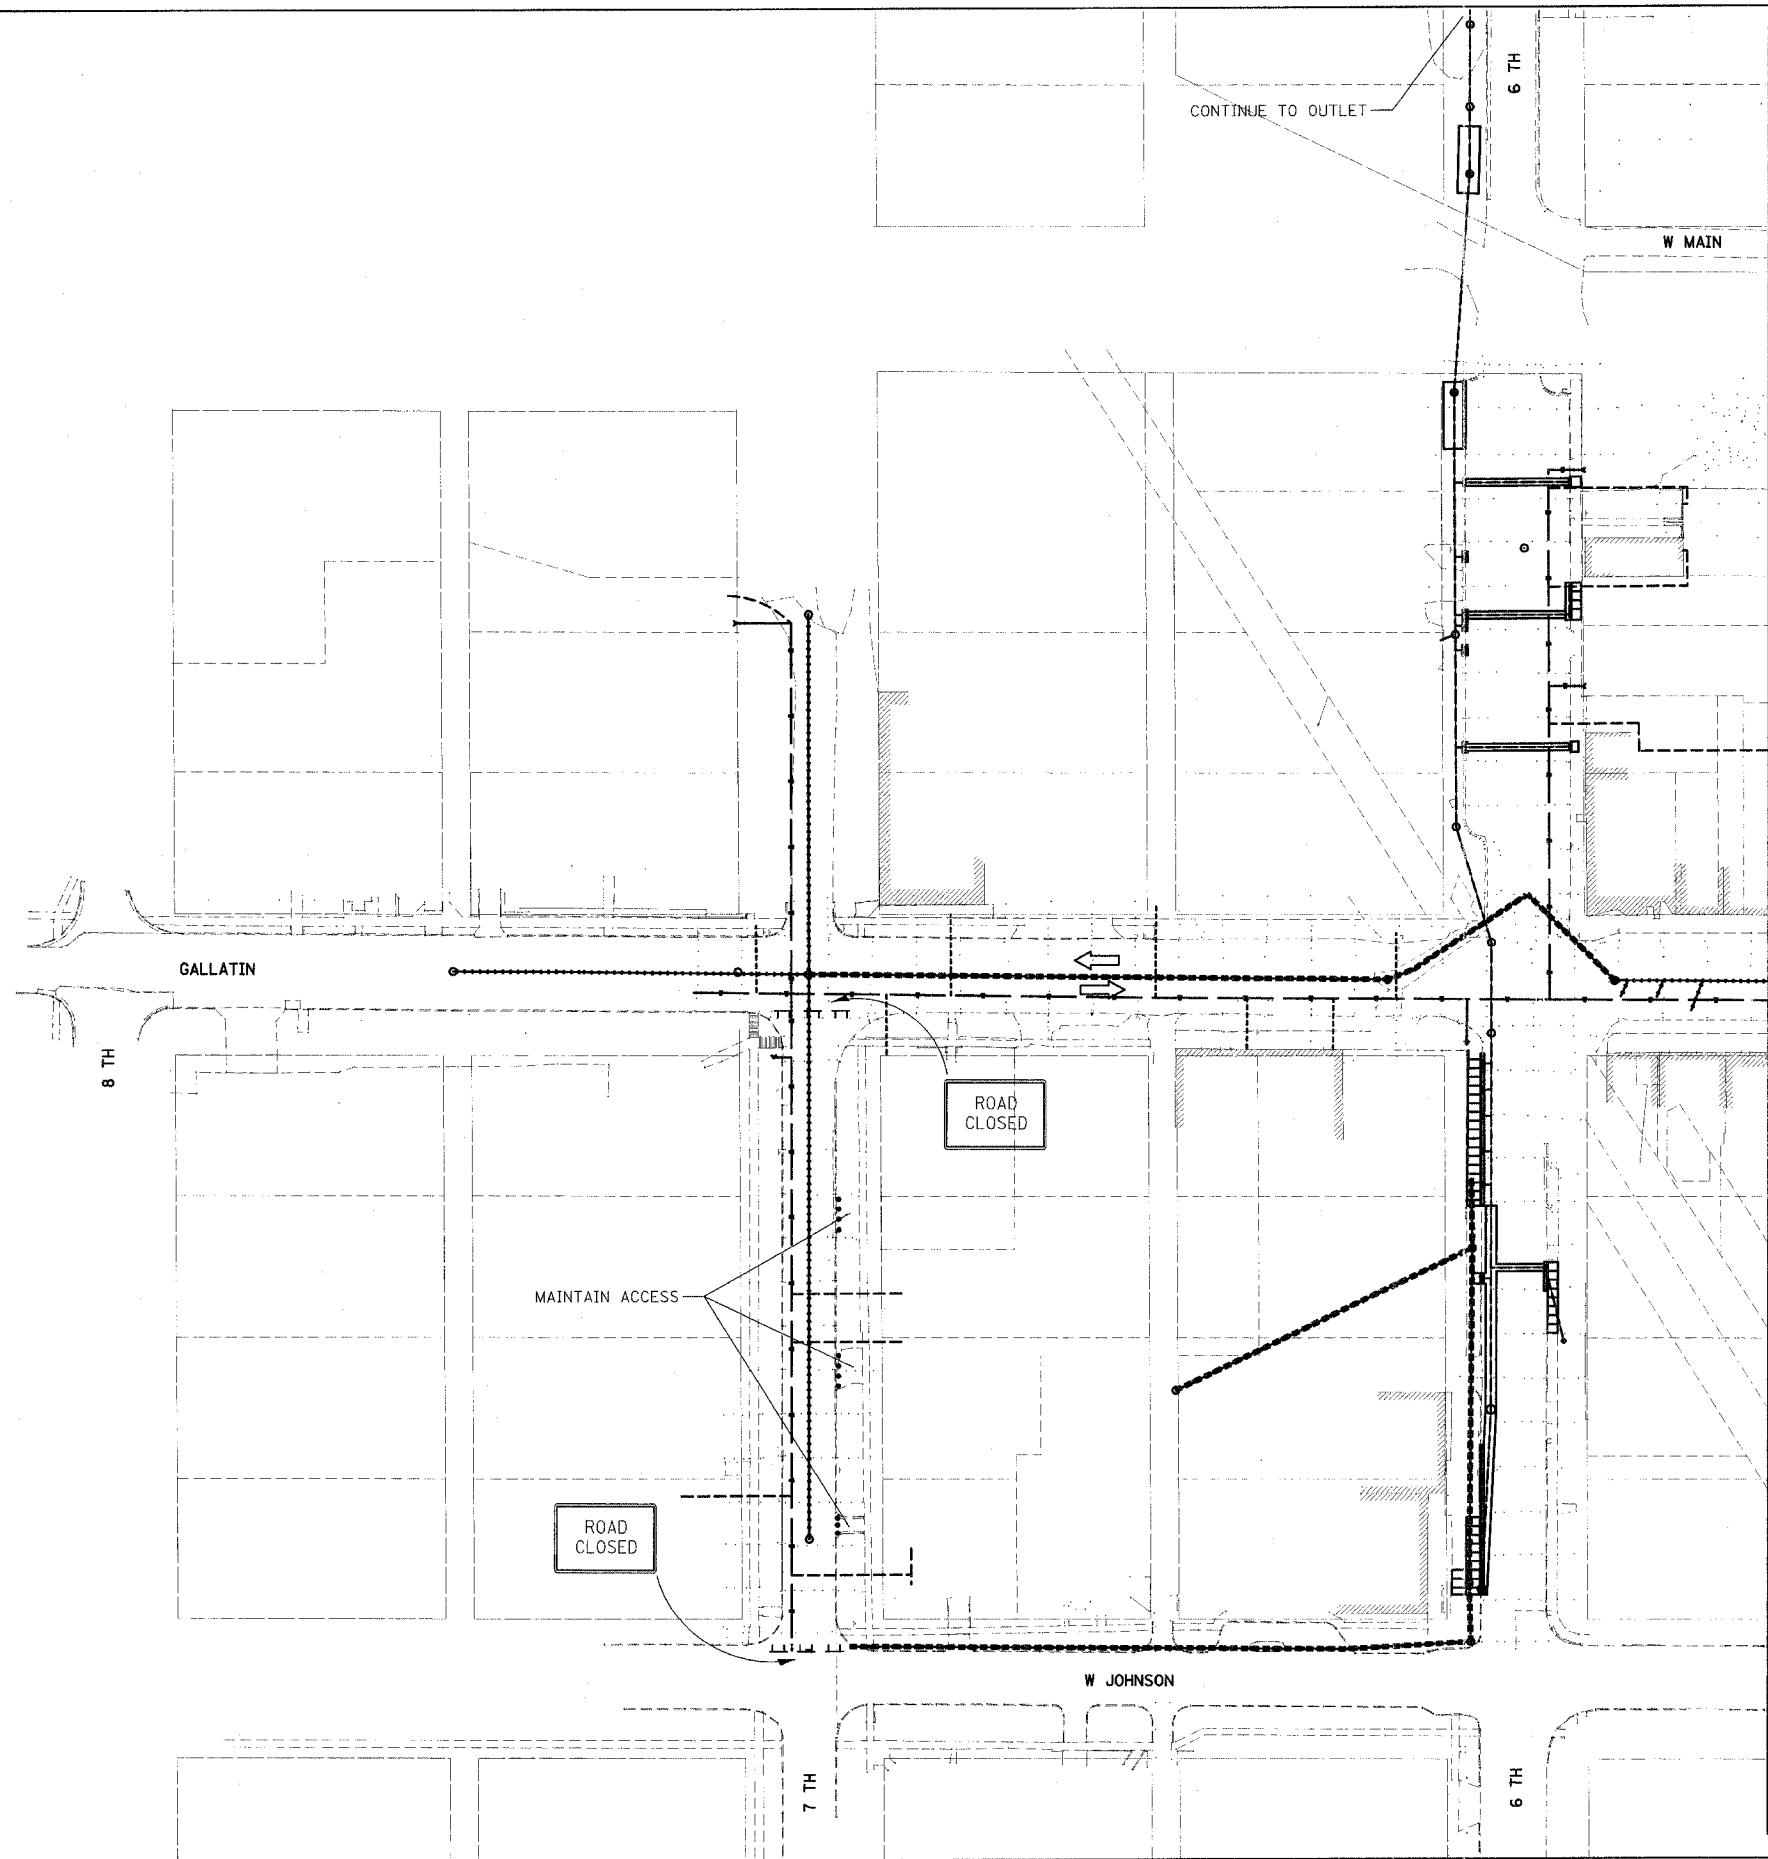 6 TH
CONTINUE TO OUTLET
W MAIN
GALLATIN
8 TH
ROAD
CLOSED
MAINTAIN ACCESS
ROAD
CLOSED
W JOHNSON
7 TH
6 TH